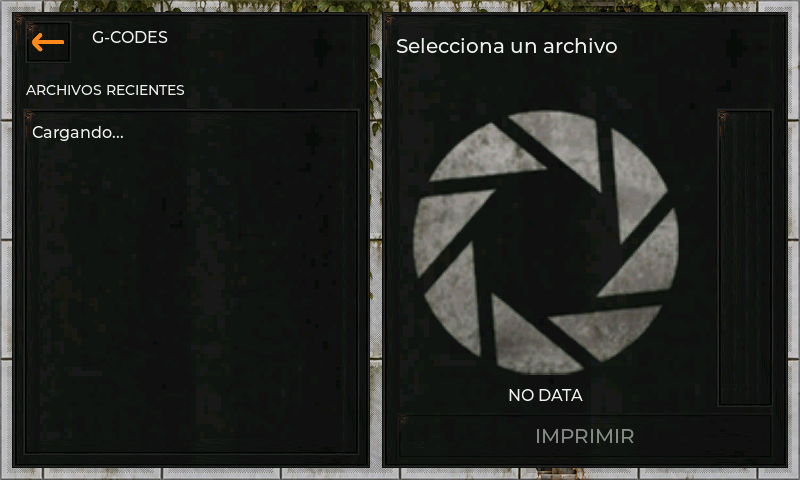 G-CODES
ARCHIVOS RECIENTES
Cargando...
Selecciona un archivo
NO DATA
IMPRIMIR